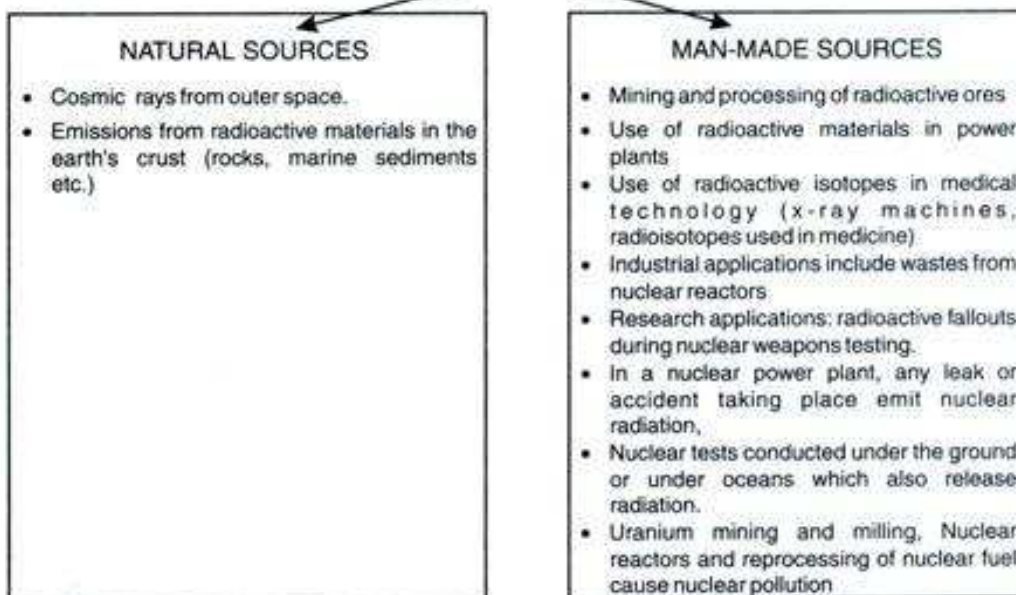 NATURAL SOURCES
• Cosmic rays from outer space.
• Emissions from radioactive materials in the
earth's crust (rocks, marine sediments
etc.)
MAN-MADE SOURCES
• Mining and processing of radioactive ores
• Use of radioactive materials in power
plants
• Use of radioactive isotopes in medical
technology (x-ray machines,
radioisotopes used in medicine)
• Industrial applications include wastes from
nuclear reactors
• Research applications: radioactive fallouts
during nuclear weapons testing.
• In a nuclear power plant, any leak or
accident taking place emit nuclear
radiation,
• Nuclear tests conducted under the ground
or under oceans which also release
radiation.
• Uranium mining and milling, Nuclear
reactors and reprocessing of nuclear fuel
cause nuclear pollution